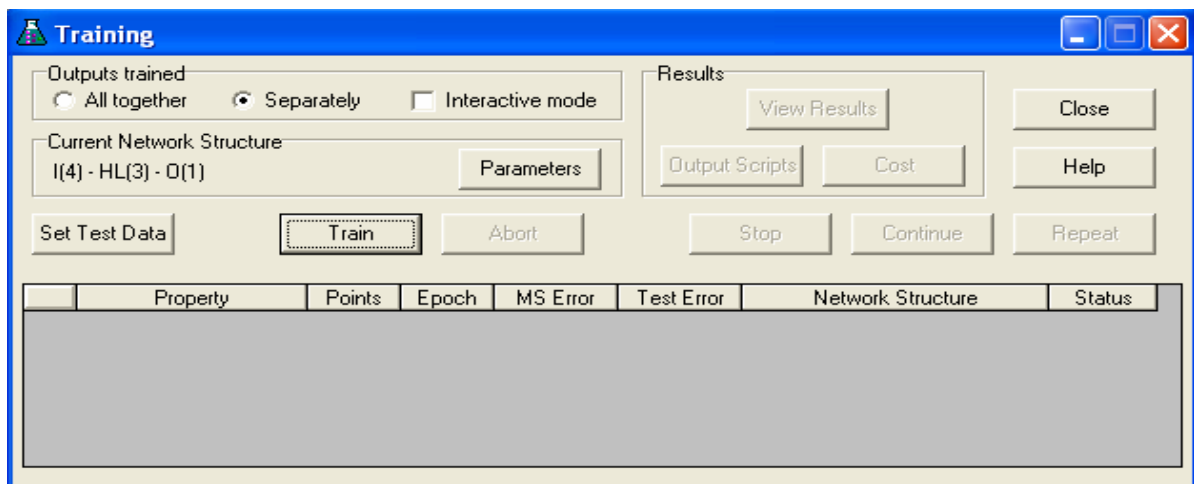 Training
Outputs trained
All together Separately Interactive mode
Results
View Results
Close
Current Network Structure
I(4) - HL(3) - O(1) Parameters
Output Scripts Cost
Help
Set Test Data Train Abort Stop Continue Repeat
Property Points Epoch MS Error Test Error Network Structure Status